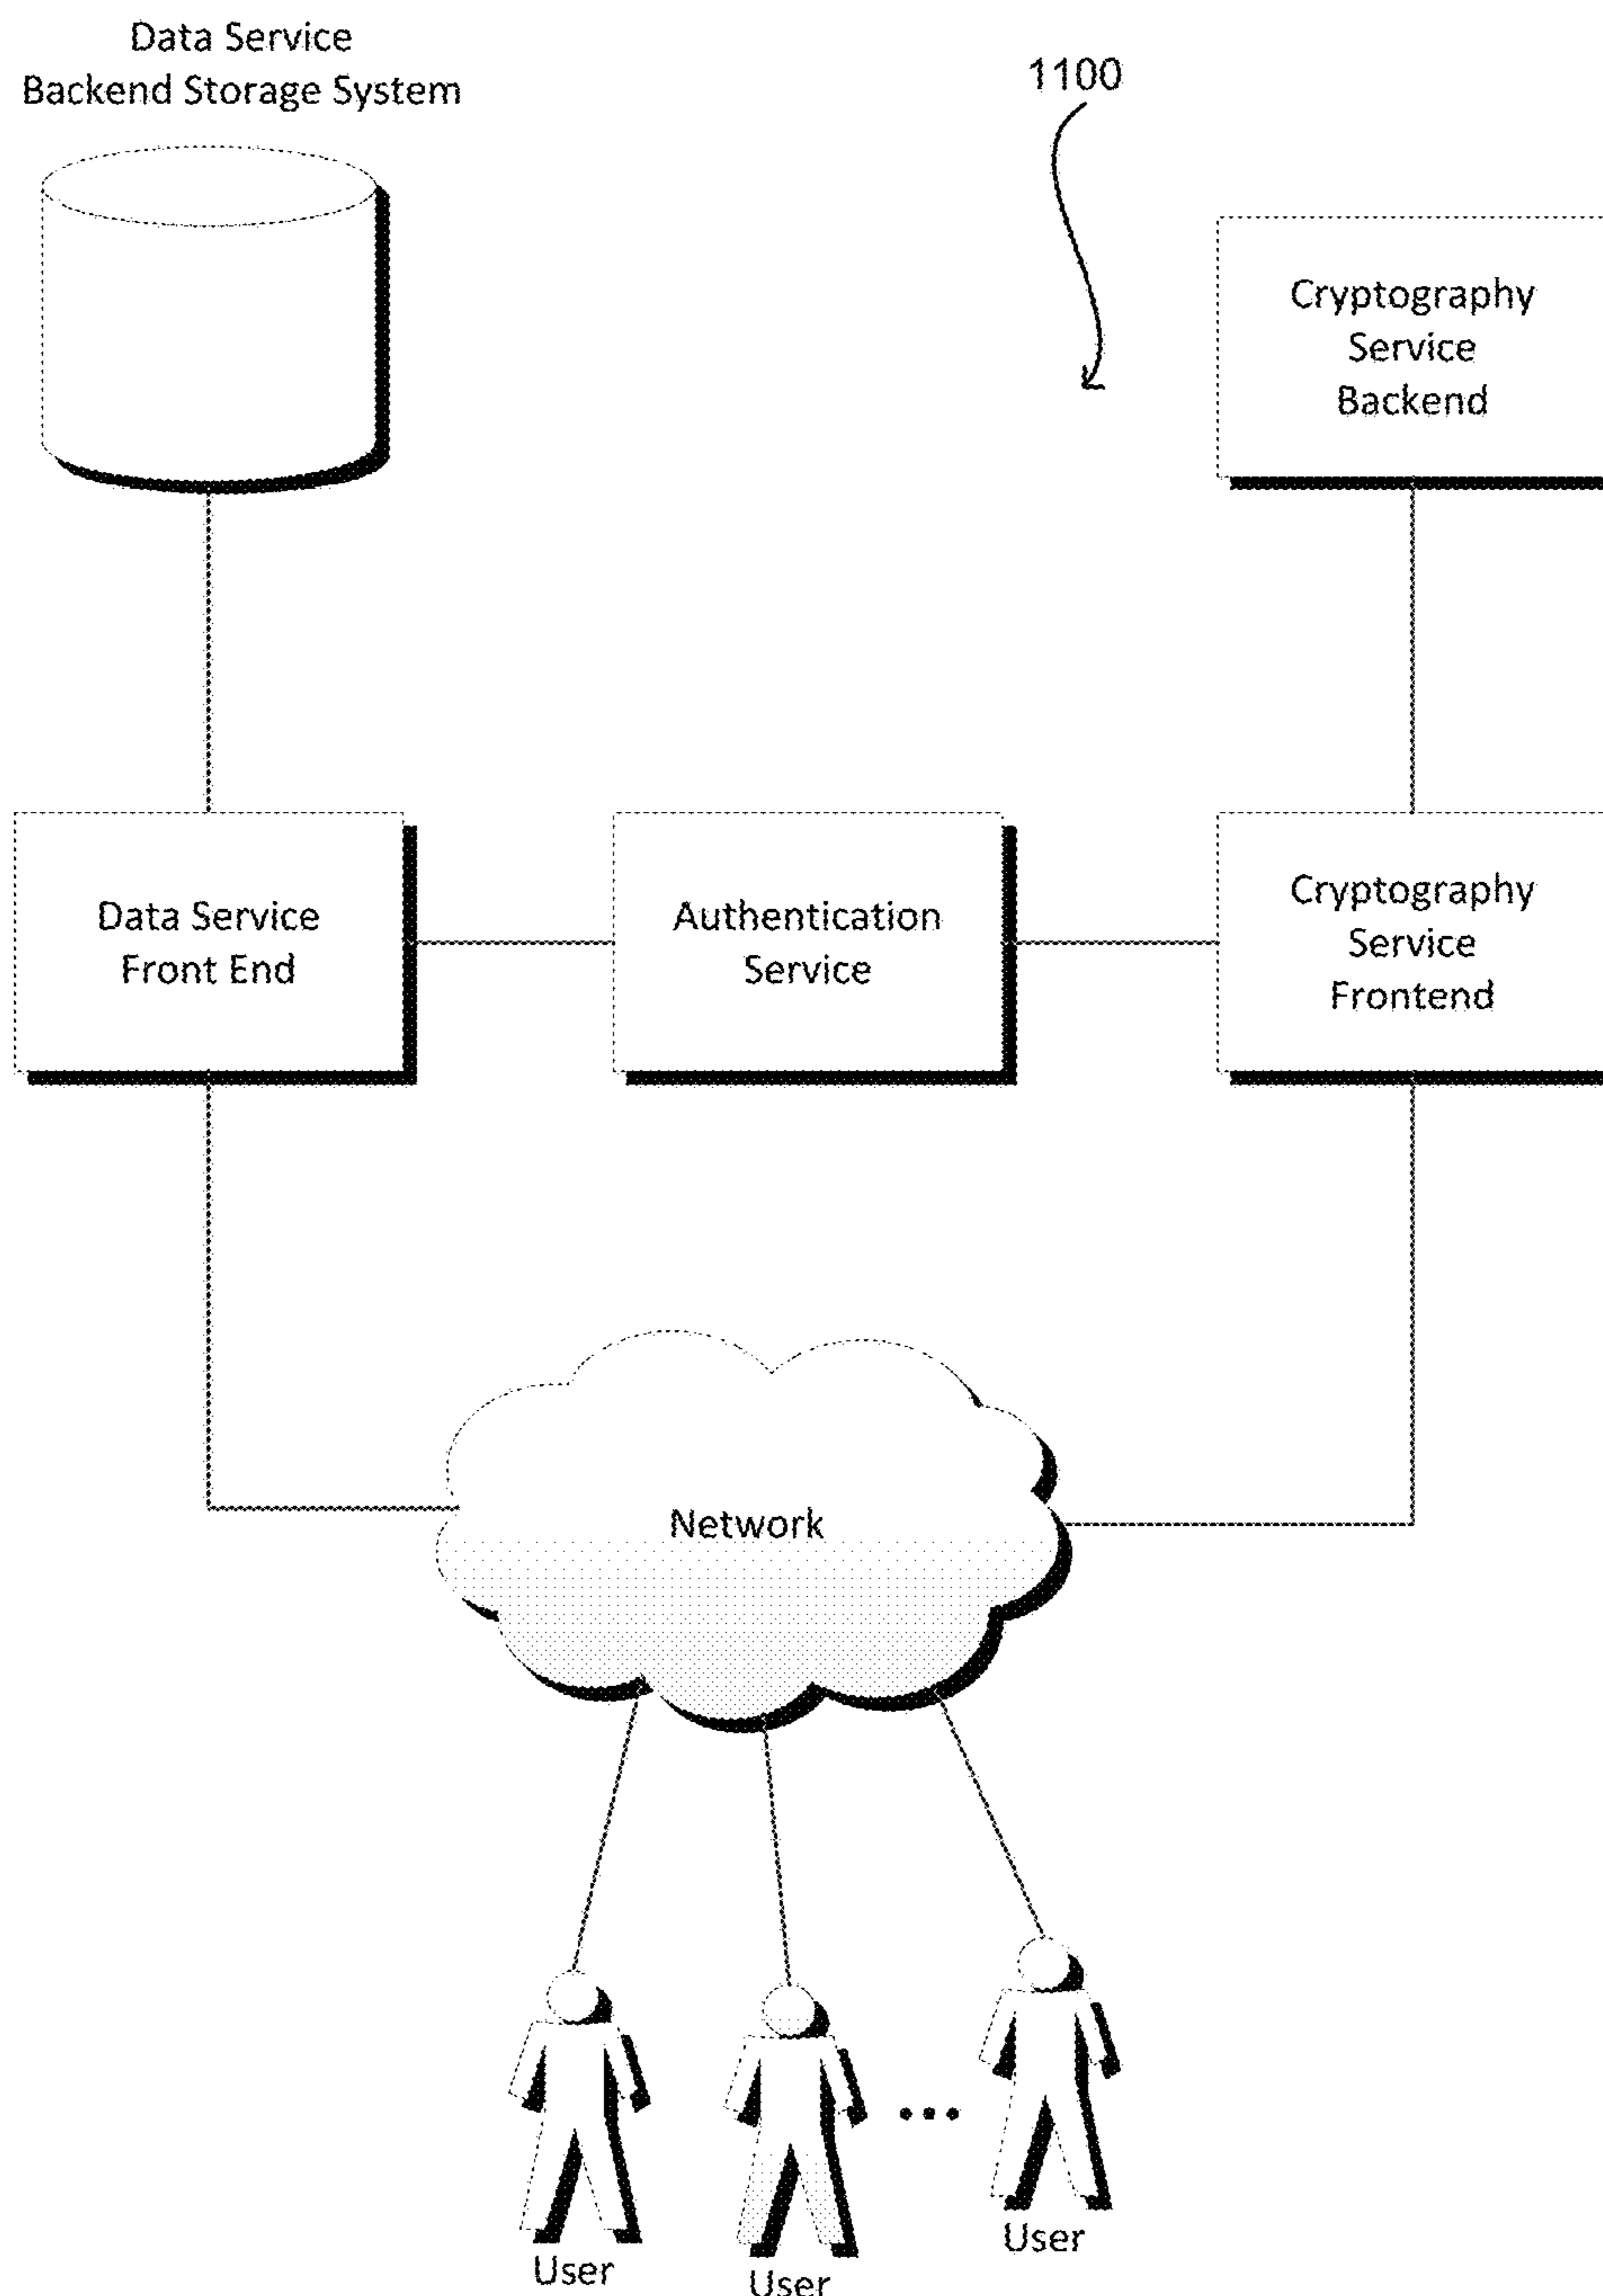 Data Service
Backend Storage System
1100
Cryptography
Service
Backend
Data Service
Front End
Authentication
Service
Cryptography
Service
Frontend
Network
User
User
User